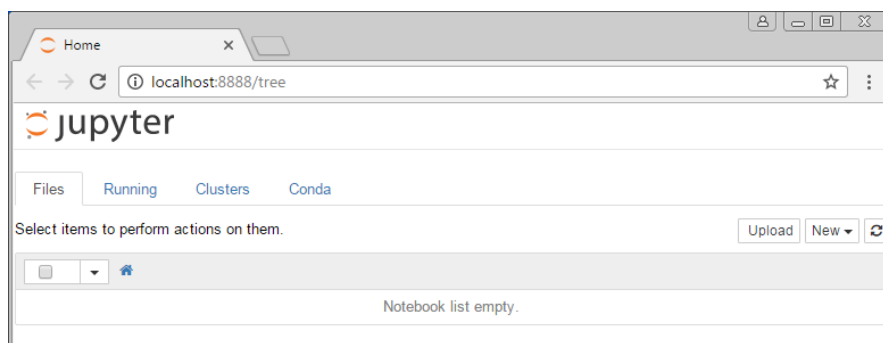 Home
localhost:8888/tree
jupyter
Files Running Clusters Conda
Select items to perform actions on them.
Upload New
Notebook list empty.